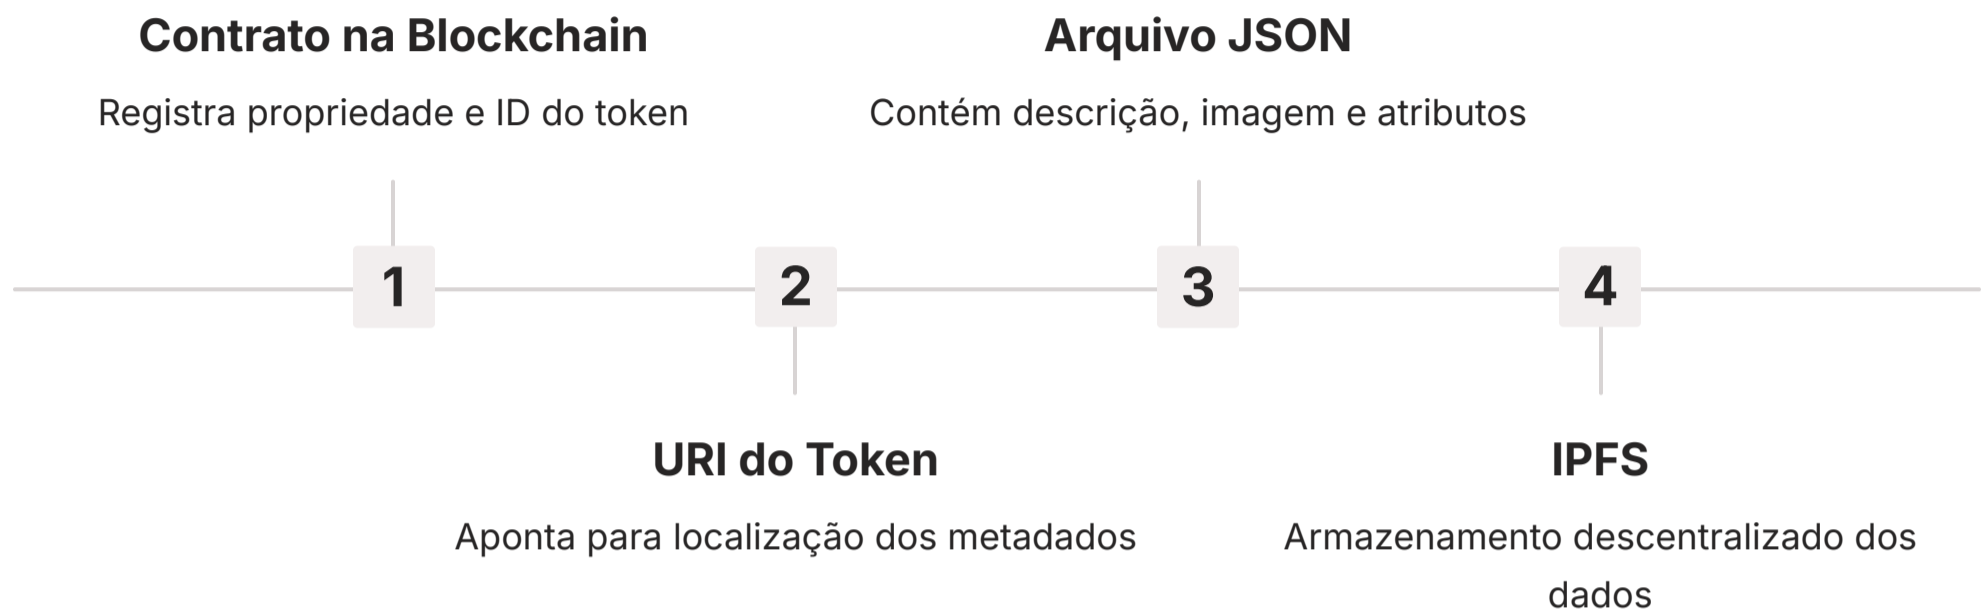 Contrato na Blockchain
Registra propriedade e ID do token
1
2
URI do Token
Aponta para localização dos metadados
Arquivo JSON
Contém descrição, imagem e atributos
3
4
IPFS
Armazenamento descentralizado dos
dados